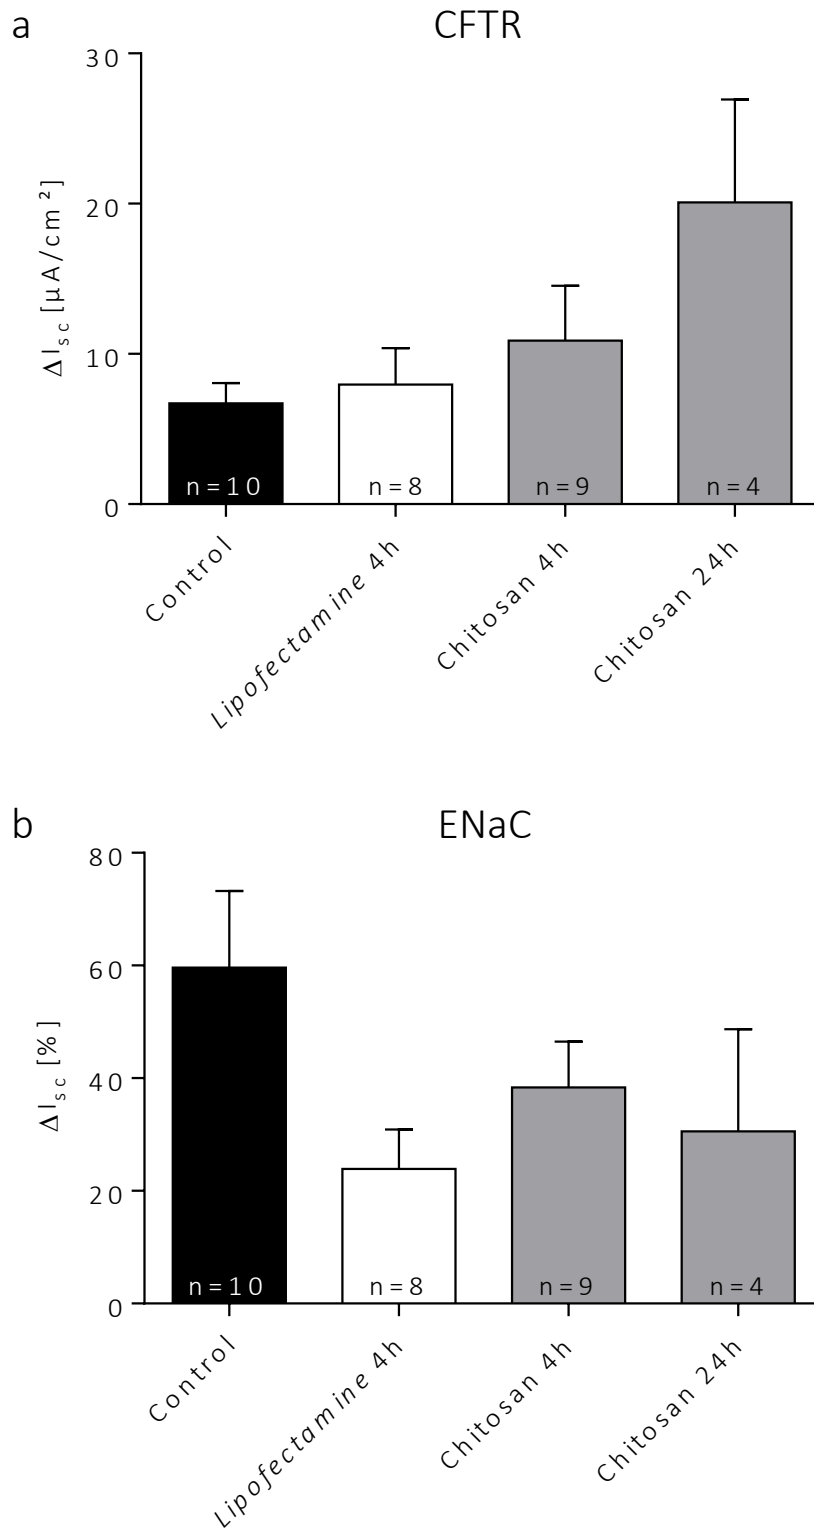 a
CFTR
30
20
10
0
ΔIsc [µA/cm²]
n=10
n=8
n=9
n=4
Control
Lipofectamine 4h
Chitosan 4h
Chitosan 24h
b
ENaC
80
60
40
20
0
ΔIsc [%]
n=10
n=8
n=9
n=4
Control
Lipofectamine 4h
Chitosan 4h
Chitosan 24h